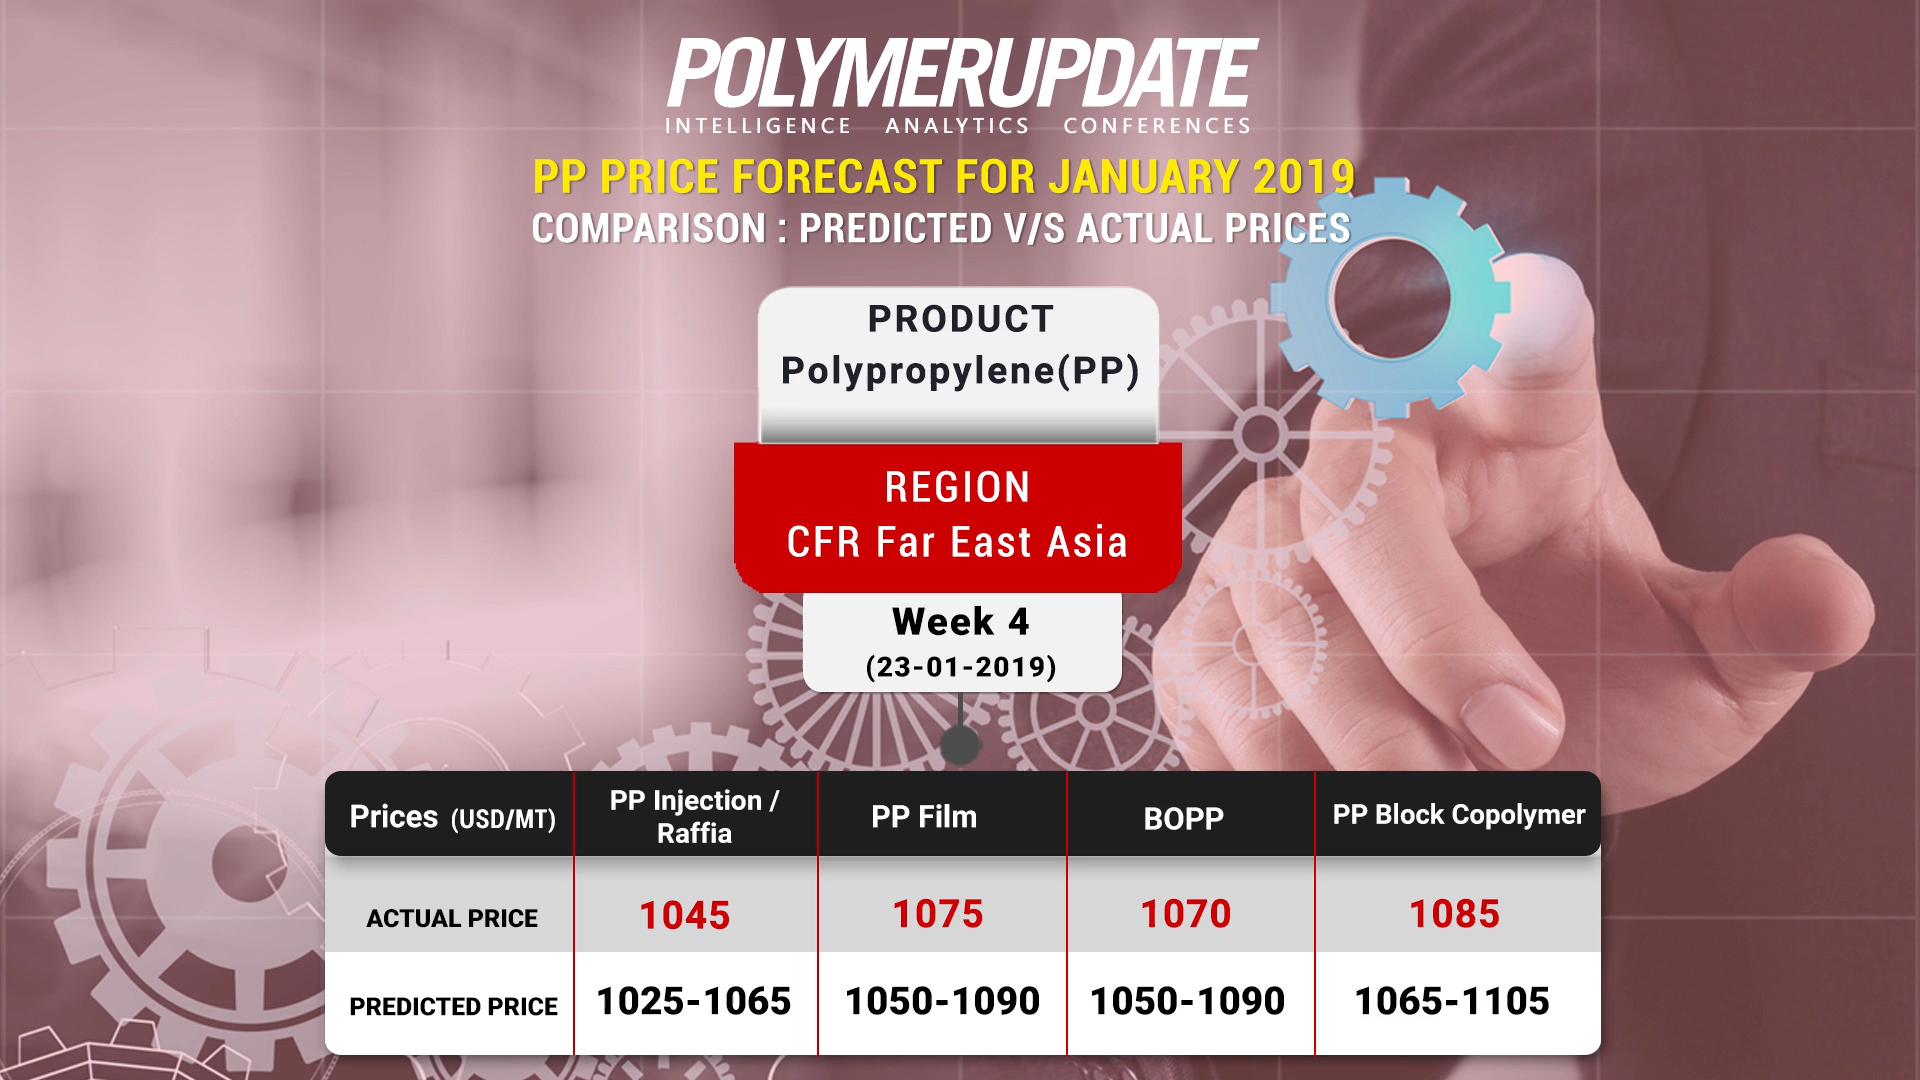 POLYMERUPDATE
INTELLIGENCE ANALYTICS CONFERENCES
PP PRICE FORECAST FOR JANUARY 2019
COMPARISON : PREDICTED V/S ACTUAL PRICES
PRODUCT
Polypropylene(PP)
REGION
CFR Far East Asia
Week 4
(23-01-2019)
Prices (USD/MT)
PP Injection /
Raffia
PP Film
BOPP
PP Block Copolymer
ACTUAL PRICE
1045
1075
1070
1085
PREDICTED PRICE
1025-1065
1050-1090
1050-1090
1065-1105